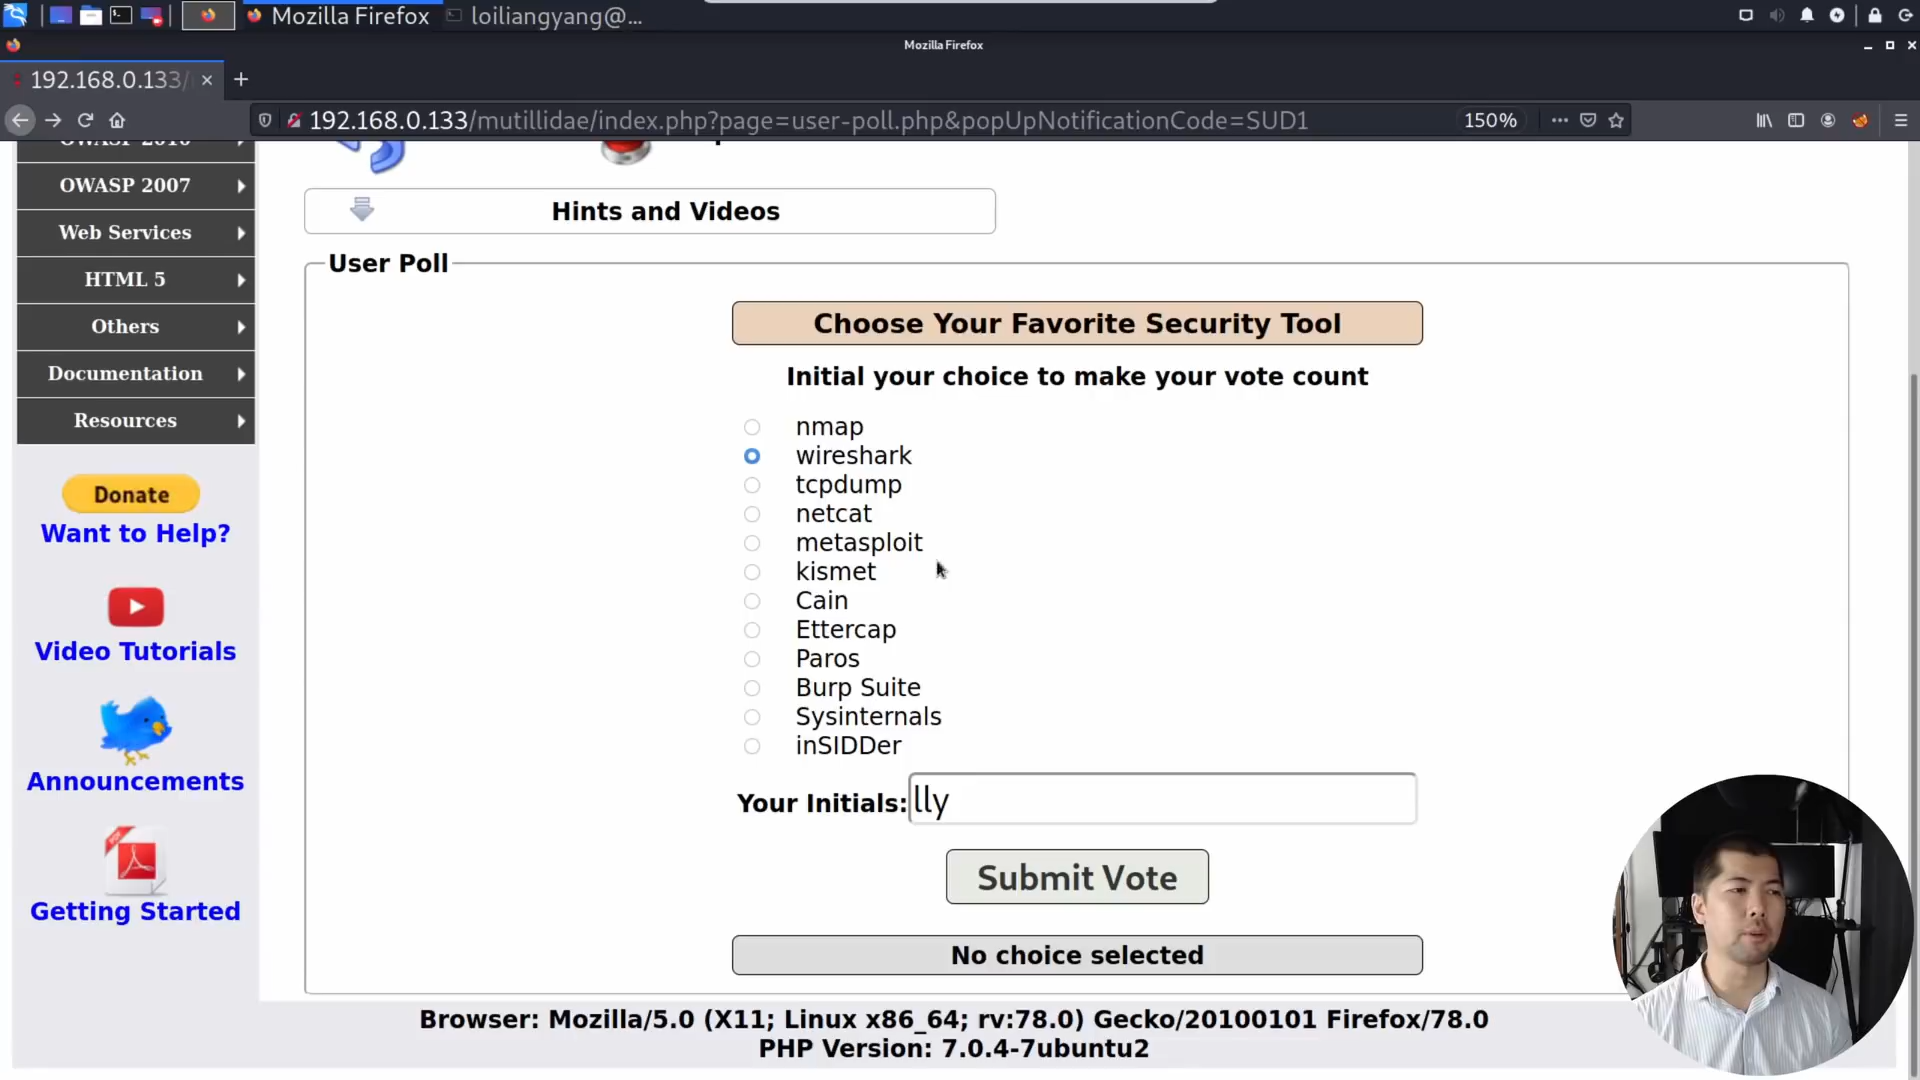 Mozilla Firefox
loiliangyang@...
Mozilla Firefox
192.168.0.133/
192.168.0.133/mutillidae/index.php?page=user-poll.php&popUpNotificationCode=SUD1
150%
OWASP 2007
Web Services
HTML 5
Others
Documentation
Resources
Donate
Want to Help?
Video Tutorials
Announcements
Getting Started
Hints and Videos
User Poll
Choose Your Favorite Security Tool
Initial your choice to make your vote count
nmap
wireshark
tcpdump
netcat
metasploit
kismet
Cain
Ettercap
Paros
Burp Suite
Sysinternals
inSIDDer
Your Initials: lly
Submit Vote
No choice selected
Browser: Mozilla/5.0 (X11; Linux x86_64; rv:78.0) Gecko/20100101 Firefox/78.0
PHP Version: 7.0.4-7ubuntu2